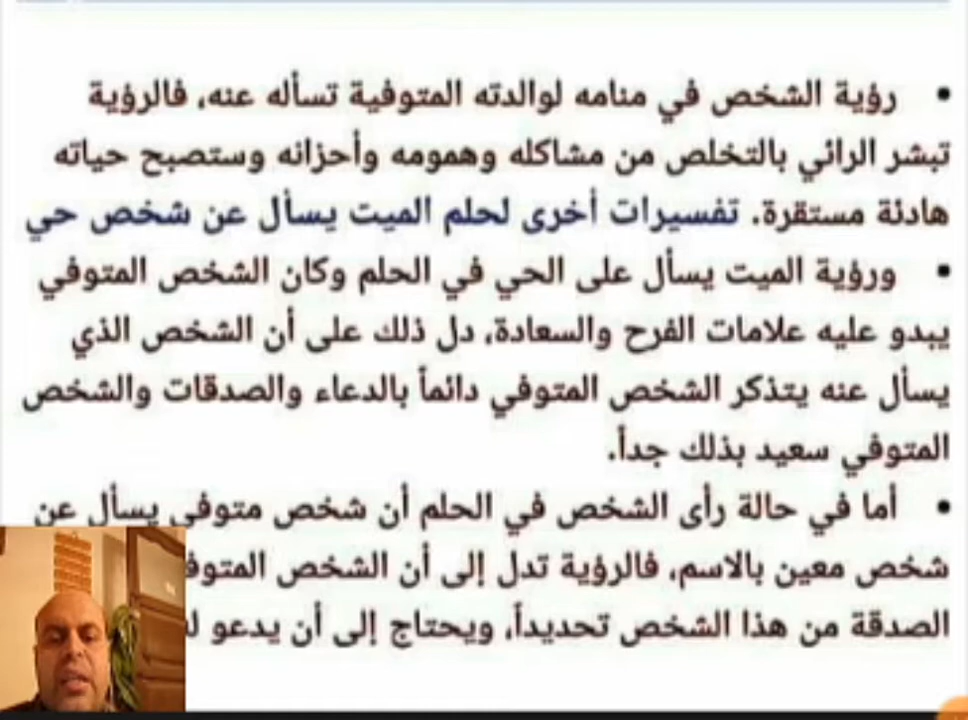 • رؤية الشخص في منامه لوالدته المتوفية تسأله عنه، فالرؤية
تبشر الرائي بالتخلص من مشاكله وهمومه وأحزانه وستصبح حياته
هادئة مستقرة. تفسيرات أخرى لحلم الميت يسأل عن شخص حي
• ورؤية الميت يسأل على الحي في الحلم وكان الشخص المتوفي
يبدو عليه علامات الفرح والسعادة، دل ذلك على أن الشخص الذي
يسأل عنه يتذكر الشخص المتوفي دائماً بالدعاء والصدقات والشخص
المتوفي سعيد بذلك جداً.
• أما في حالة رأى الشخص في الحلم أن شخص متوفى يسأل عن
شخص معين بالاسم، فالرؤية تدل إلى أن الشخص
الصدقة من هذا الشخص تحديداً، ويحتاج إلى أن يدعو